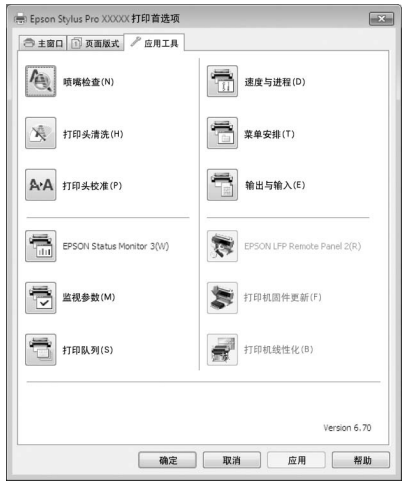 Epson Stylus Pro XXXXX 打印首选项
主窗口 页面版式 应用工具
喷嘴检查(N)
速度与进程(D)
打印头清洗(H)
菜单安排(T)
打印头校准(P)
输出与输入(E)
EPSON Status Monitor 3(W)
EPSON LFP Remote Panel 2(R)
监视参数(M)
打印机固件更新(F)
打印队列(S)
打印机线性化(B)
Version 6.70
确定 取消 应用 帮助